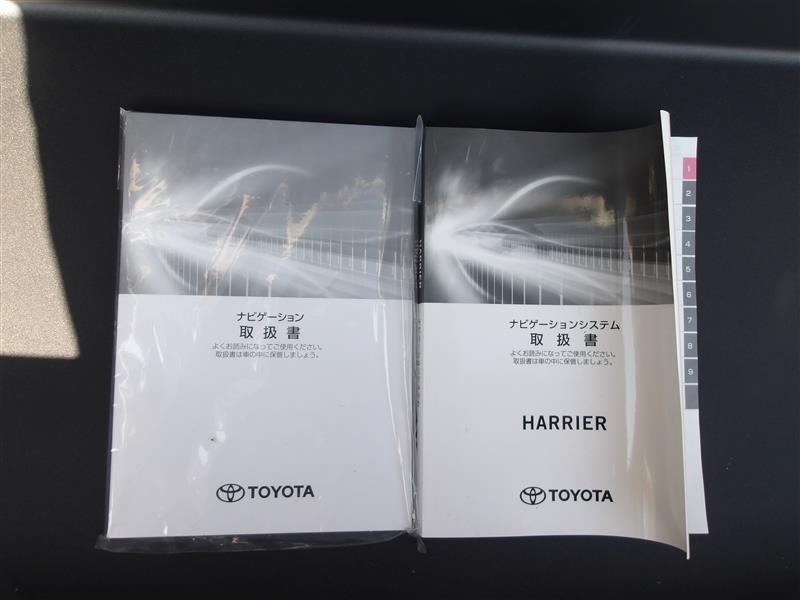 ナビゲーション
取扱書
よくお読みになってご使用ください。
取扱書は車の中に保管しましょう。
TOYOTA
HARRIER
ナビゲーションシステム
取扱書
よくお読みになってご使用ください。
取扱書は車の中に保管しましょう。
HARRIER
TOYOTA
1
2
3
4
5
6
7
8
9